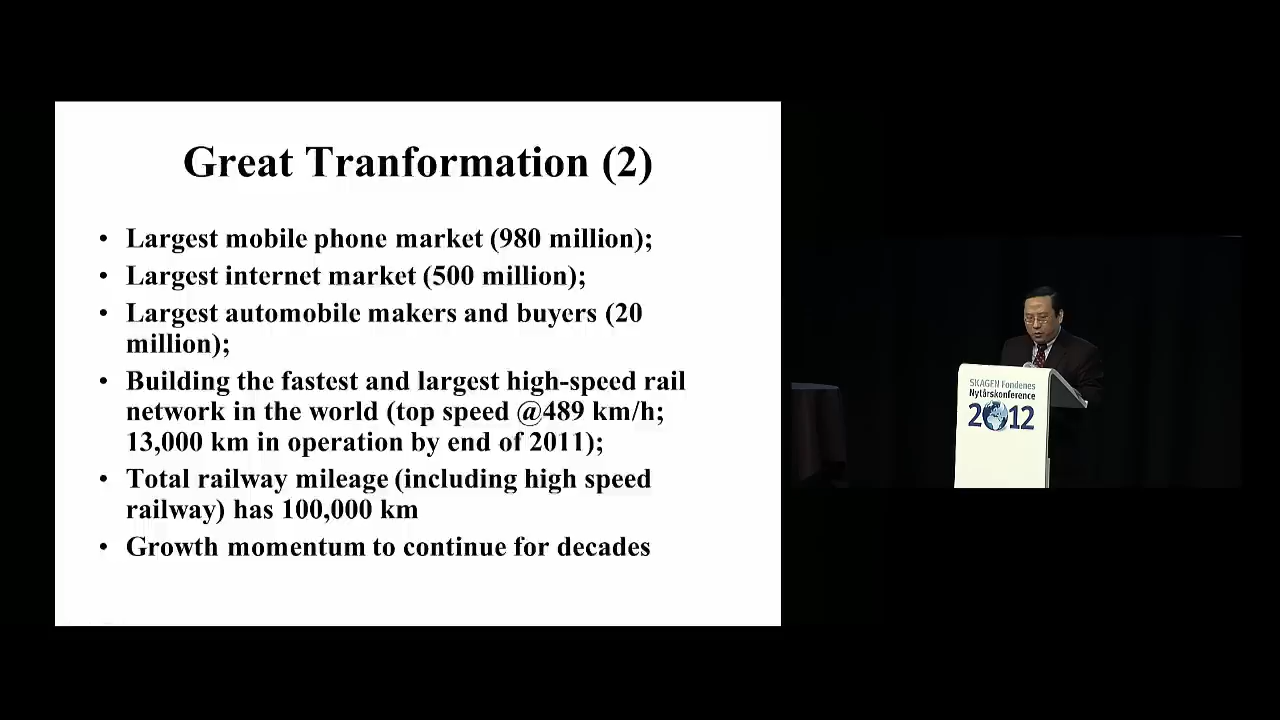 Great Tranformation (2)
• Largest mobile phone market (980 million);
• Largest internet market (500 million);
• Largest automobile makers and buyers (20
million);
• Building the fastest and largest high-speed rail
network in the world (top speed @489 km/h;
13,000 km in operation by end of 2011);
• Total railway mileage (including high speed
railway) has 100,000 km
• Growth momentum to continue for decades
SKAGEN Fondenes
Nytårskonference
2012